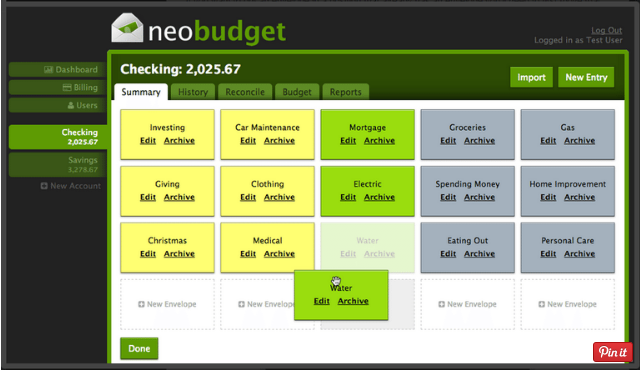 neobudget
Log Out
Logged in as Test User
Dashboard
Billing
Users
Checking
2,025.67
Savings
3,278.67
New Account
Checking: 2,025.67
Import
New Entry
Summary
History
Reconcile
Budget
Reports
Investing
Edit Archive
Car Maintenance
Edit Archive
Mortgage
Edit Archive
Groceries
Edit Archive
Gas
Edit Archive
Giving
Edit Archive
Clothing
Edit Archive
Electric
Edit Archive
Spending Money
Edit Archive
Home Improvement
Edit Archive
Christmas
Edit Archive
Medical
Edit Archive
Water
Edit Archive
Eating Out
Edit Archive
Personal Care
Edit Archive
New Envelope
New Envelope
Water
Edit Archive
New Envelope
New Envelope
Done
Pin it